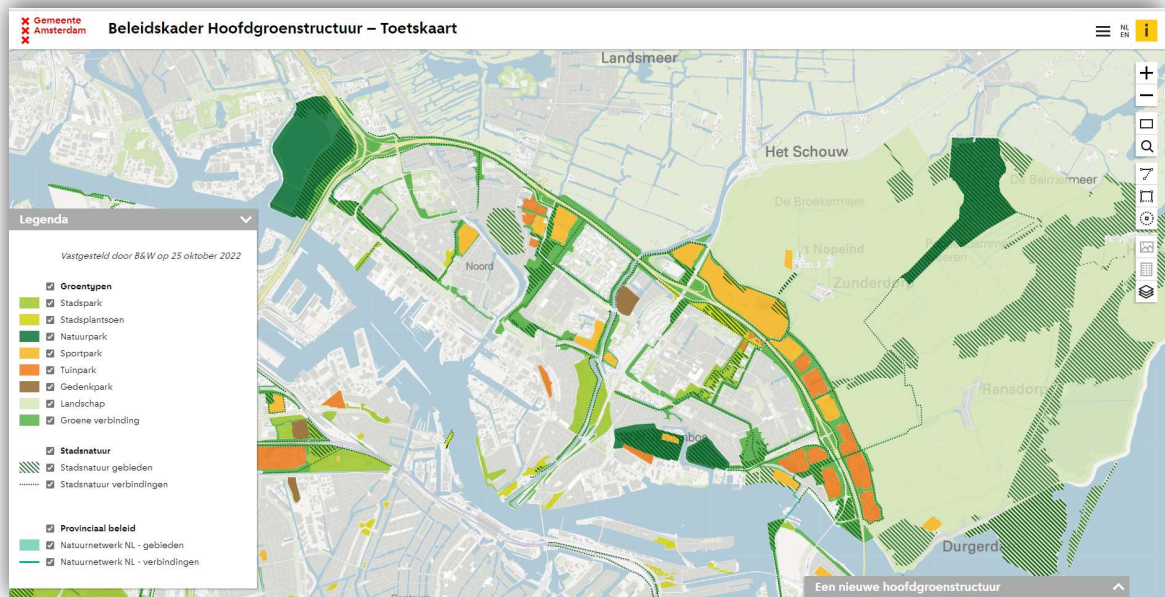 Gemeente
Amsterdam
Beleidskader Hoofdgroenstructuur – Toetskaart
NL
EN
i
Landsmeer
Het Schouw
De Beimermeer
De Broekermeer
't Nopeind
Zunderdorp
Noord
Ransdorp
Durgerd
Legenda
Vastgesteld door B&W op 25 oktober 2022
Groentypen
Stadspark
Stadsplantsoen
Natuurpark
Sportpark
Tuinpark
Gedenkpark
Landschap
Groene verbinding
Stadsnatuur
Stadsnatuur gebieden
Stadsnatuur verbindingen
Provinciaal beleid
Natuurnetwerk NL - gebieden
Natuurnetwerk NL - verbindingen
Een nieuwe hoofdgroenstructuur